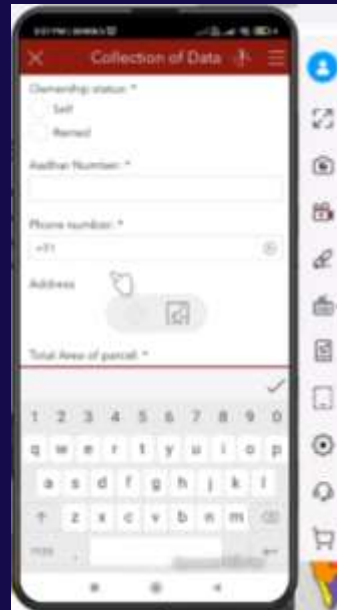 Collection of Data
Ownership status: *
Self
Rented
Aadhar Number: *
Phone number: *
+91
Address
Total Area of parcel: *
1 2 3 4 5 6 7 8 9 0
q w e r t y u i o p
a s d f g h j k l
z x c v b n m